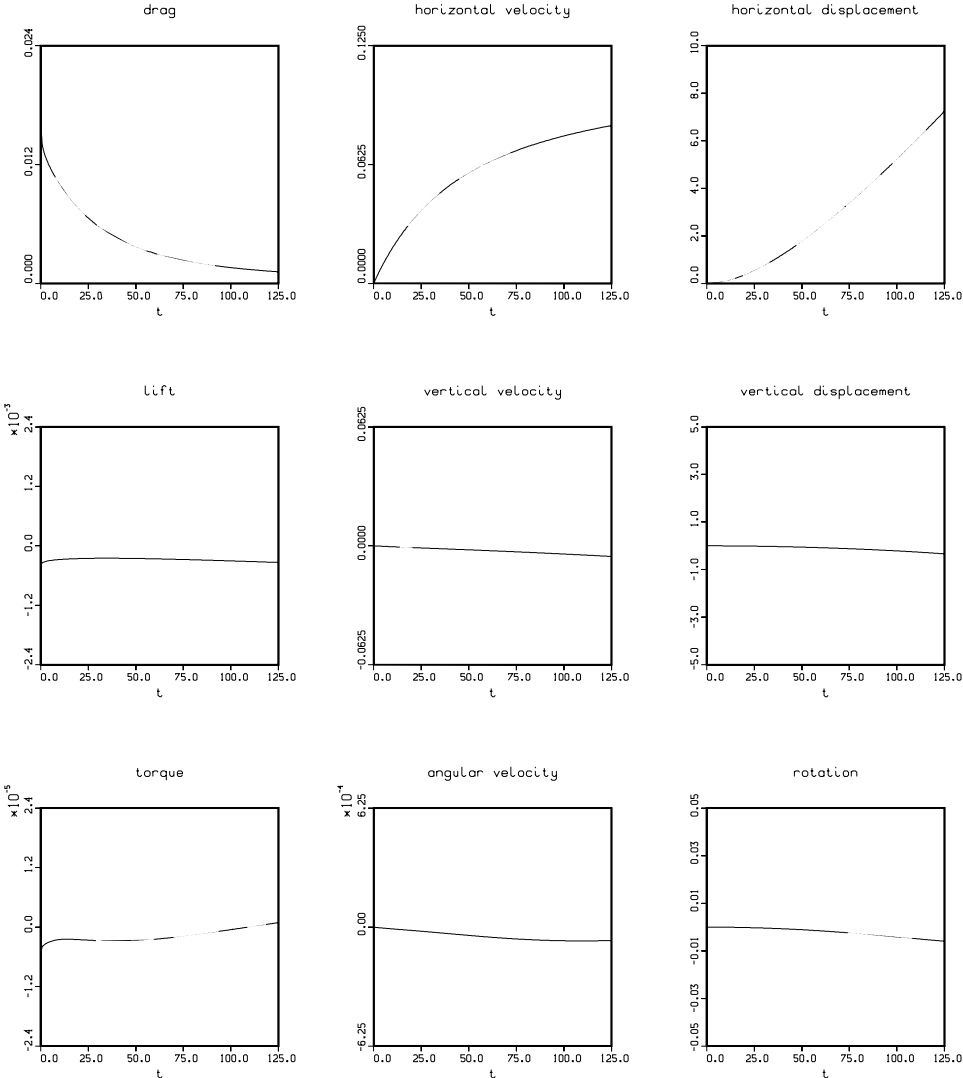 drag
0.024
0.012
0.000
0.0 25.0 50.0 75.0 100.0 125.0
t
horizontal velocity
0.1250
0.0625
0.0000
0.0 25.0 50.0 75.0 100.0 125.0
t
horizontal displacement
10.0
8.0
6.0
4.0
2.0
0.0
0.0 25.0 50.0 75.0 100.0 125.0
t
lift
×10⁻³
2.4
1.2
0.0
-1.2
-2.4
0.0 25.0 50.0 75.0 100.0 125.0
t
vertical velocity
0.0625
0.0000
-0.0625
0.0 25.0 50.0 75.0 100.0 125.0
t
vertical displacement
5.0
3.0
1.0
-1.0
-3.0
-5.0
0.0 25.0 50.0 75.0 100.0 125.0
t
torque
×10⁻⁵
2.4
1.2
0.0
-1.2
-2.4
0.0 25.0 50.0 75.0 100.0 125.0
t
angular velocity
×10⁻⁴
6.25
0.00
-6.25
0.0 25.0 50.0 75.0 100.0 125.0
t
rotation
0.05
0.03
0.01
-0.01
-0.03
-0.05
0.0 25.0 50.0 75.0 100.0 125.0
t